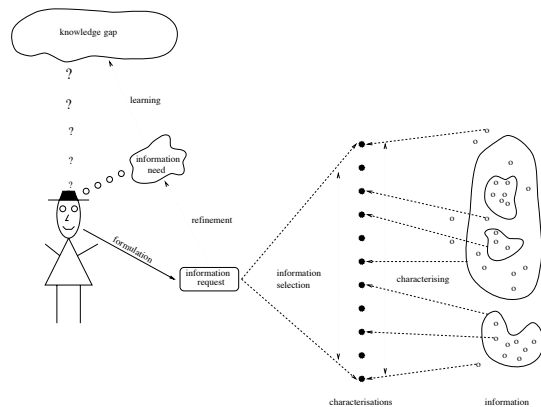 knowledge gap
?
?
learning
?
?
information
need
?
refinement
formulation
information
request
information
selection
characterising
characterisations
information